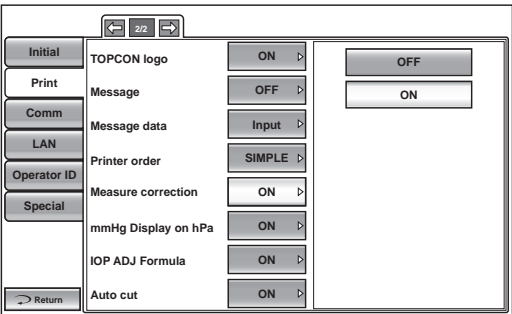 2/2
Initial
Print
Comm
LAN
Operator ID
Special
Return
TOPCON logo ON
Message OFF
Message data Input
Printer order SIMPLE
Measure correction ON
mmHg Display on hPa ON
IOP ADJ Formula ON
Auto cut ON
OFF
ON